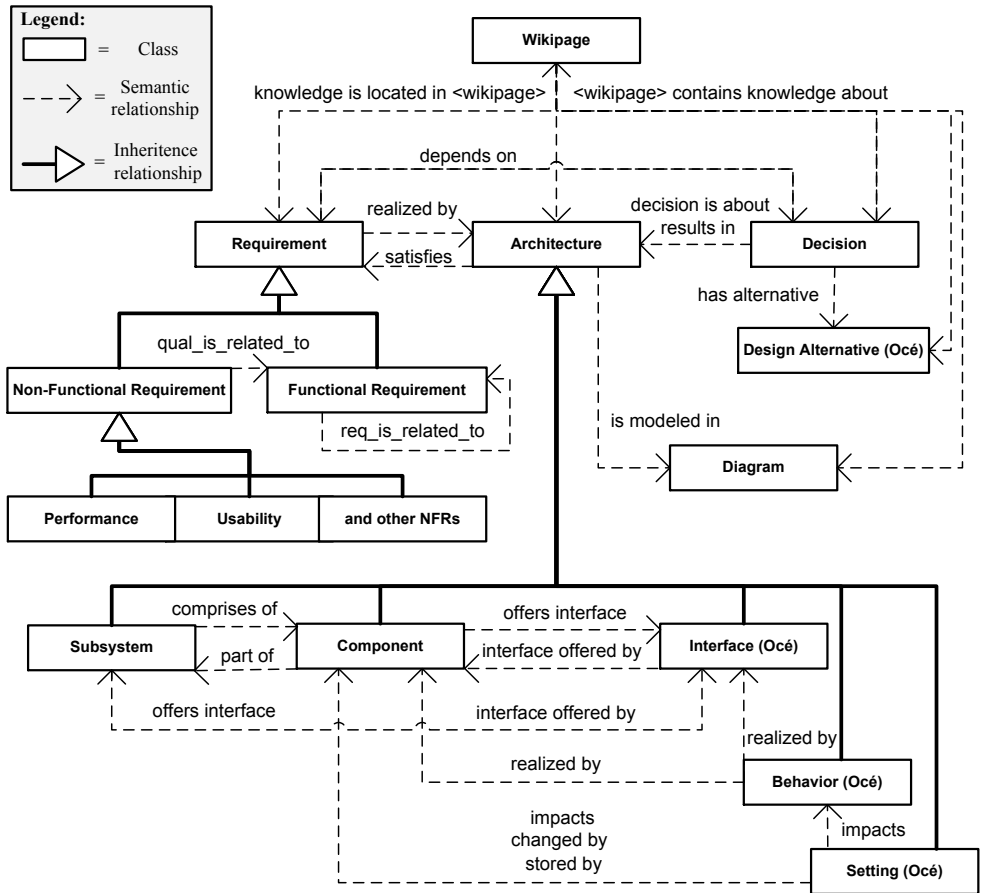 Legend:
= Class
= Semantic
relationship
= Inheritence
relationship
Wikipage
knowledge is located in <wikipage>
<wikipage> contains knowledge about
depends on
realized by
decision is about
results in
Requirement
Architecture
Decision
satisfies
has alternative
qual_is_related_to
Design Alternative (Océ)
Non-Functional Requirement
Functional Requirement
req_is_related_to
is modeled in
Diagram
Performance
Usability
and other NFRs
comprises of
offers interface
Subsystem
Component
Interface (Océ)
part of
interface offered by
offers interface
interface offered by
realized by
realized by
Behavior (Océ)
impacts
changed by
stored by
impacts
Setting (Océ)